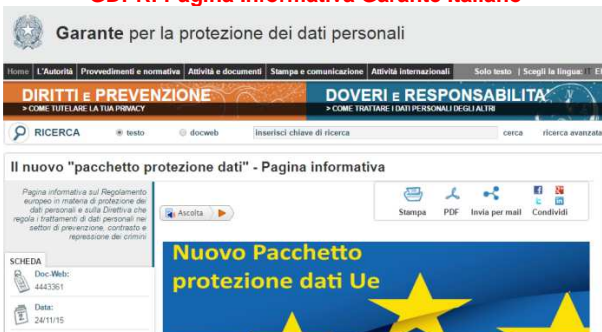 GDPR: Pagina Informativa Garante Italiano
Garante per la protezione dei dati personali
Home L'Autorità Provvedimenti e normativa Attività e documenti Stampa e comunicazione Attività internazionali Solo testo | Scegli la lingua: IT
DIRITTI E PREVENZIONE
> COME TUTELARE LA TUA PRIVACY
DOVERI E RESPONSABILITA'
> COME TRATTARE I DATI PERSONALI DEGLI ALTRI
RICERCA testo docweb inserisci chiave di ricerca cerca ricerca avanzata
Il nuovo "pacchetto protezione dati" - Pagina informativa
Pagina informativa sul Regolamento
europeo in materia di protezione dei
dati personali e sulla Direttiva che
regola i trattamenti di dati personali nei
settori di prevenzione, contrasto e
repressione dei crimini
Ascolta
Stampa PDF Invia per mail Condividi
SCHEDA
Doc-Web:
4443361
Data:
24/11/15
Nuovo Pacchetto
protezione dati Ue